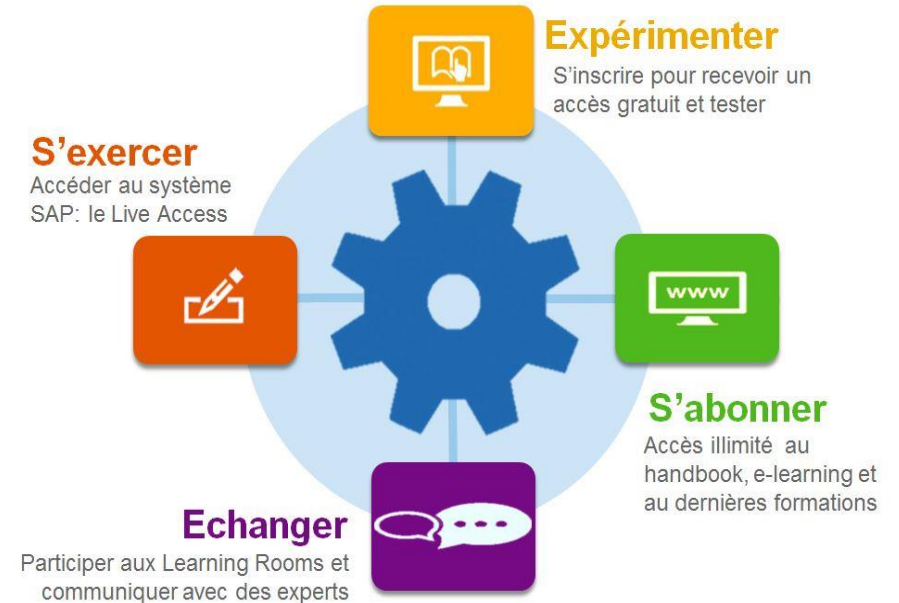 Expérimenter
S'inscrire pour recevoir un
accès gratuit et tester
S'exercer
Accéder au système
SAP: le Live Access
www
S'abonner
Accès illimité au
handbook, e-learning et
au dernières formations
Echanger
Participer aux Learning Rooms et
communiquer avec des experts